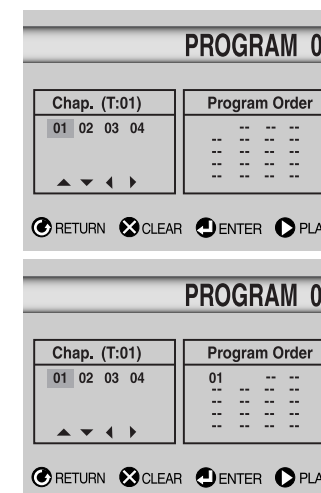 PROGRAM 0
Chap. (T:01) Program Order
01 02 03 04 -- -- --
-- -- -- --
-- -- -- --
-- -- -- --
RETURN CLEAR ENTER PLA
PROGRAM 0
Chap. (T:01) Program Order
01 02 03 04 01 -- --
-- -- -- --
-- -- -- --
-- -- -- --
RETURN CLEAR ENTER PLA